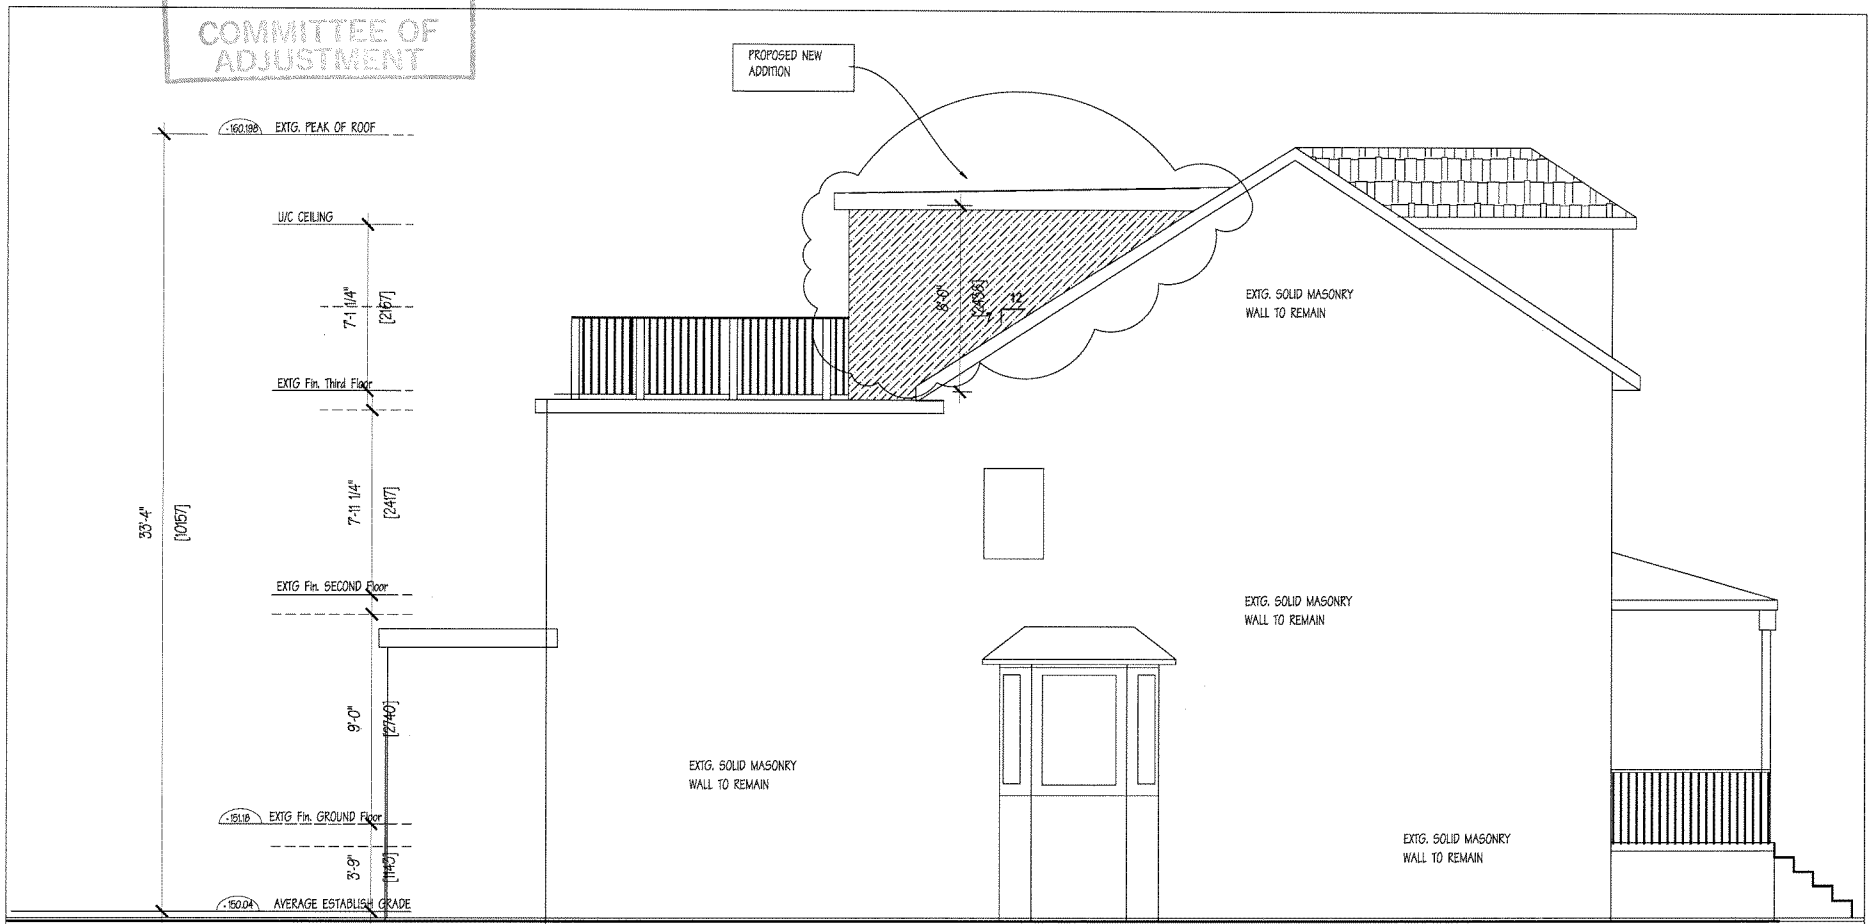 COMMITTEE OF
ADJUSTMENT
PROPOSED NEW
ADDITION
160.198
EXTG. PEAK OF ROOF
U/C CEILING
7'-1 1/4"
[2167]
8'-0"
[2438]
12
7
EXTG. SOLID MASONRY
WALL TO REMAIN
EXTG Fin. Third Floor
33'-4"
[10157]
7'-11 1/4"
[2417]
EXTG Fin. SECOND Floor
EXTG. SOLID MASONRY
WALL TO REMAIN
9'-0"
[2740]
EXTG. SOLID MASONRY
WALL TO REMAIN
151.18
EXTG Fin. GROUND Floor
EXTG. SOLID MASONRY
WALL TO REMAIN
3'-9"
[1143]
150.04
AVERAGE ESTABLISH GRADE